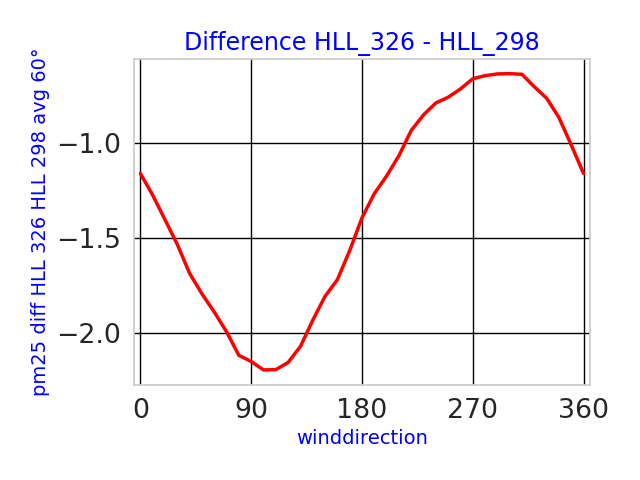 Difference HLL_326 - HLL_298
pm25 diff HLL 326 HLL 298 avg 60°
−1.0
−1.5
−2.0
0 90 180 270 360
winddirection